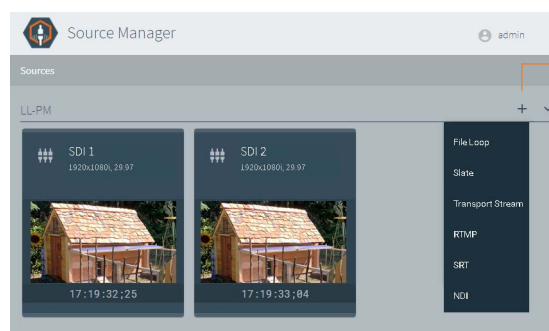 Source Manager
admin
Sources
LL-PM
SDI 1
1920x1080i, 29.97
17:19:32;25
SDI 2
1920x1080i, 29.97
17:19:33;04
File Loop
Slate
Transport Stream
RTMP
SRT
NDI